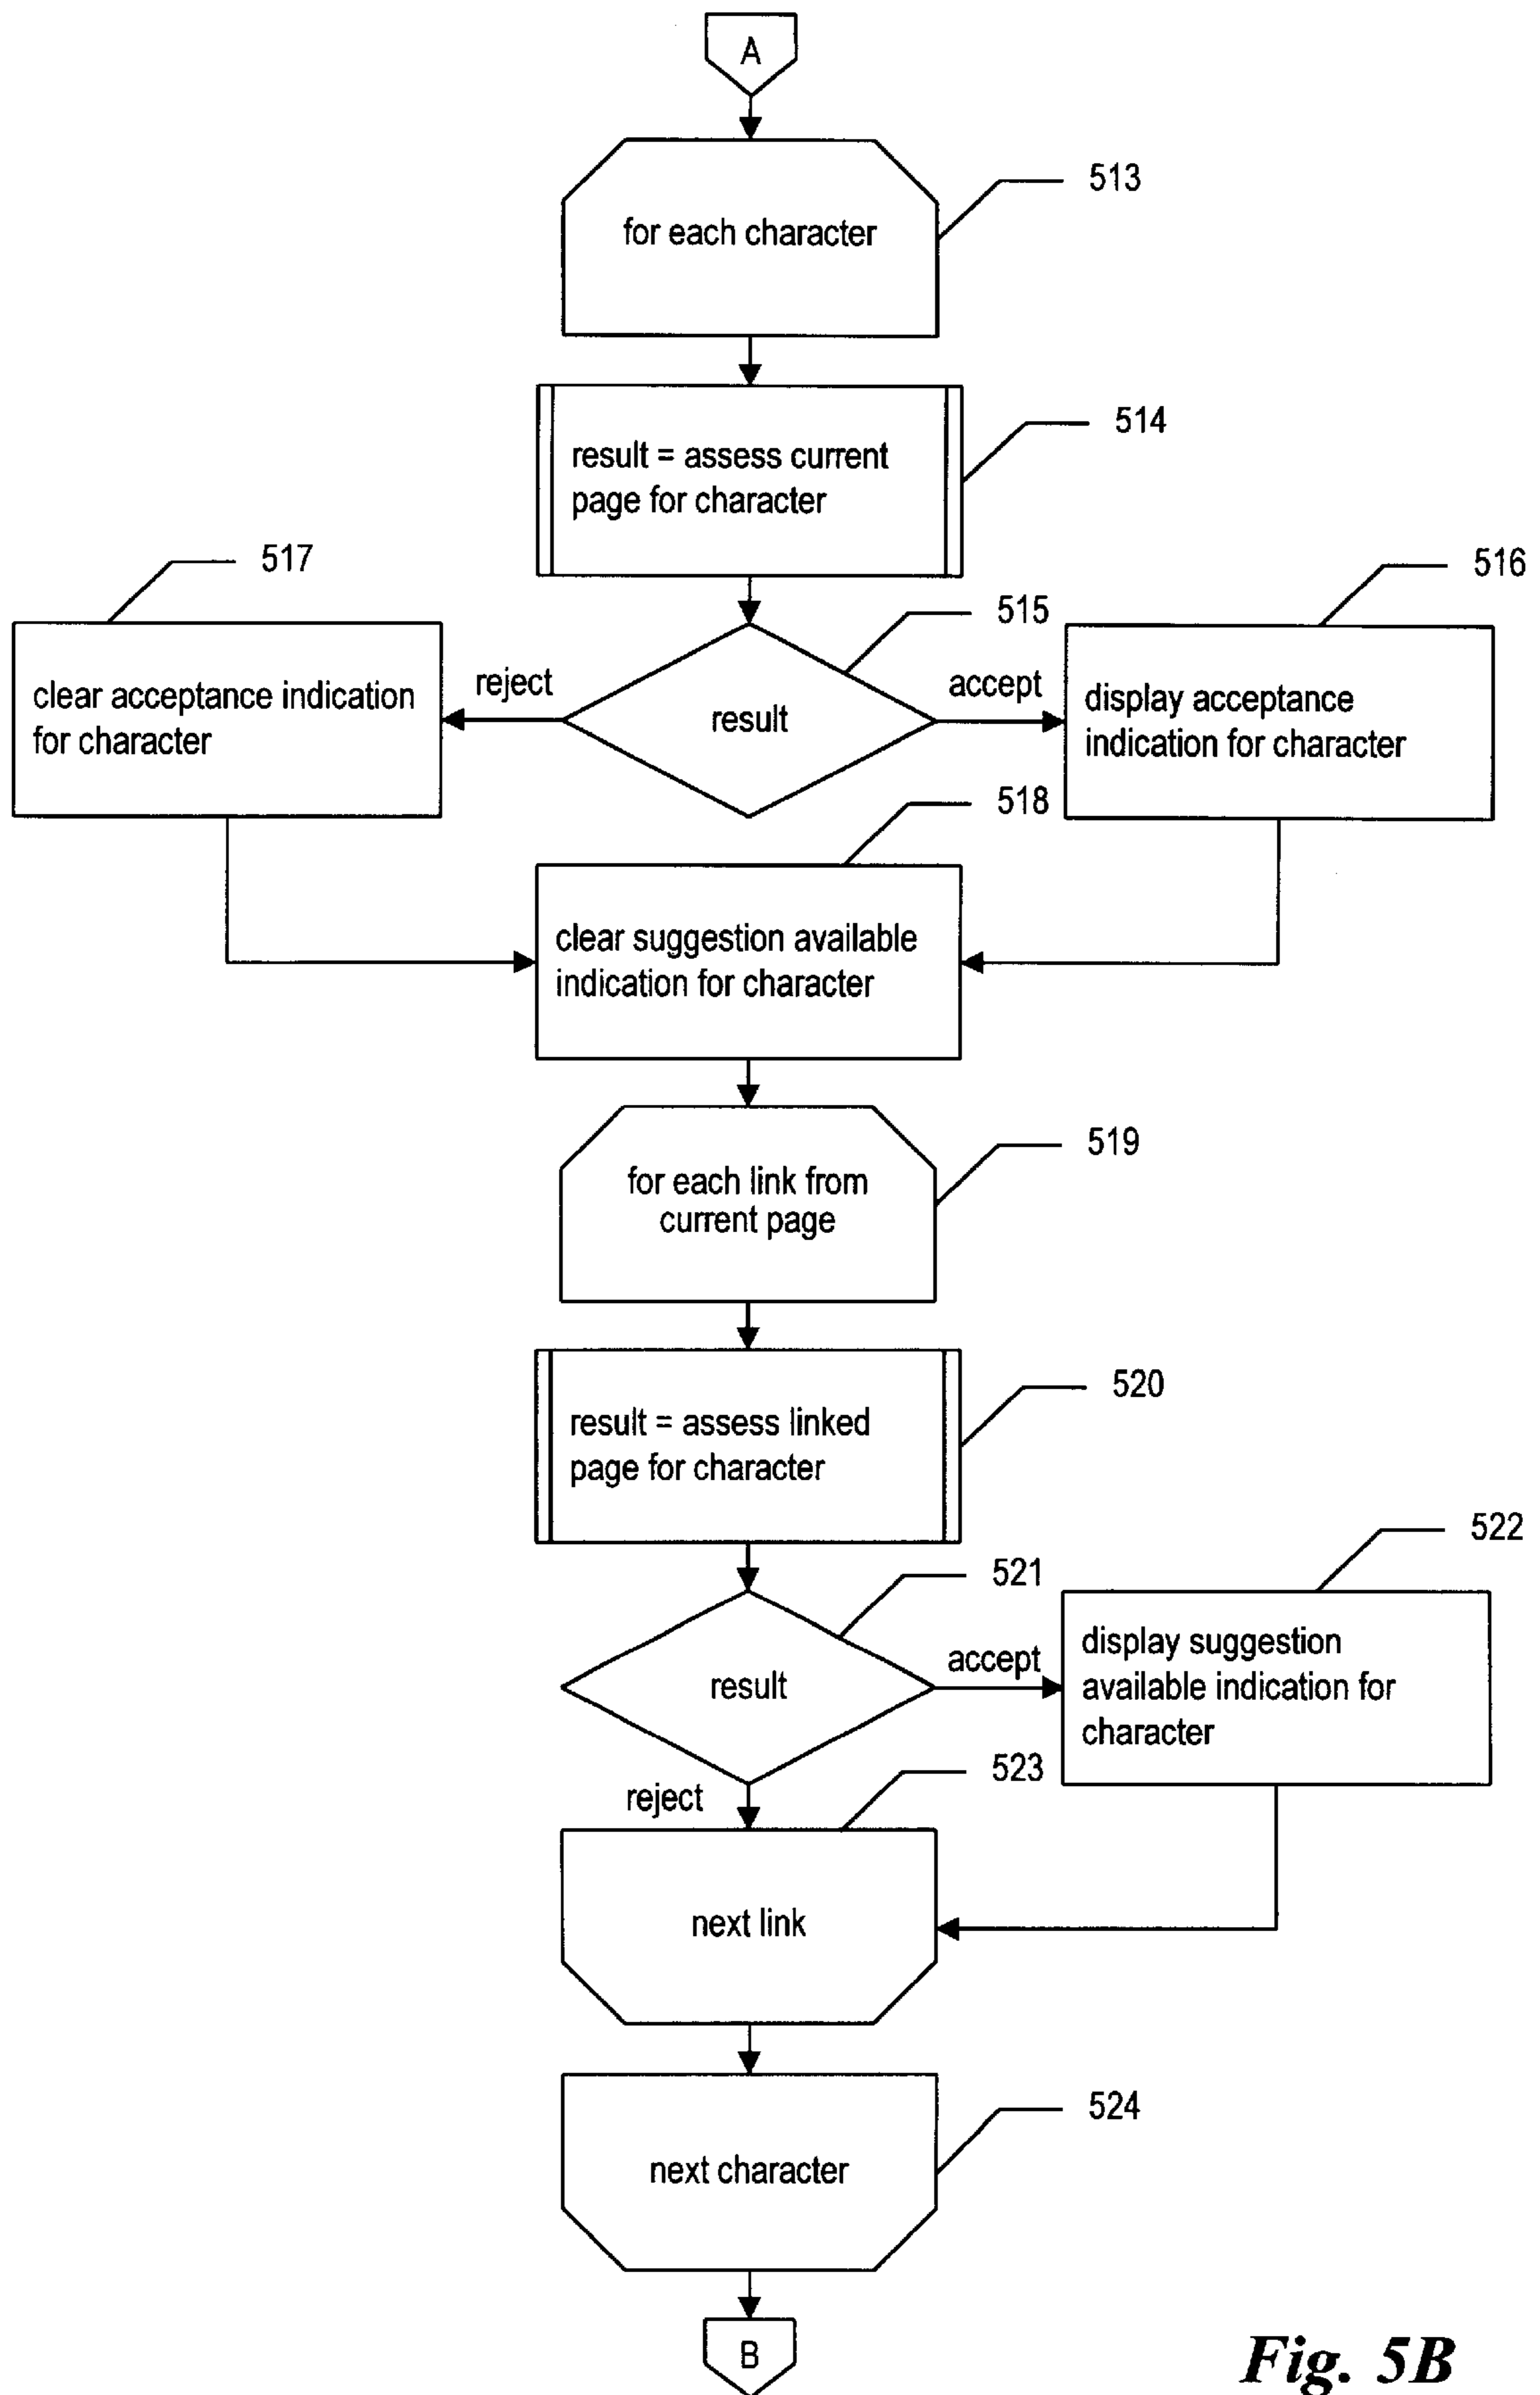 A
for each character
513
result = assess current
page for character
514
517
516
515
clear acceptance indication
for character
reject
result
accept
display acceptance
indication for character
518
clear suggestion available
indication for character
for each link from
current page
519
result = assess linked
page for character
520
522
521
result
accept
display suggestion
available indication for
character
reject
523
next link
next character
524
B
Fig. 5B